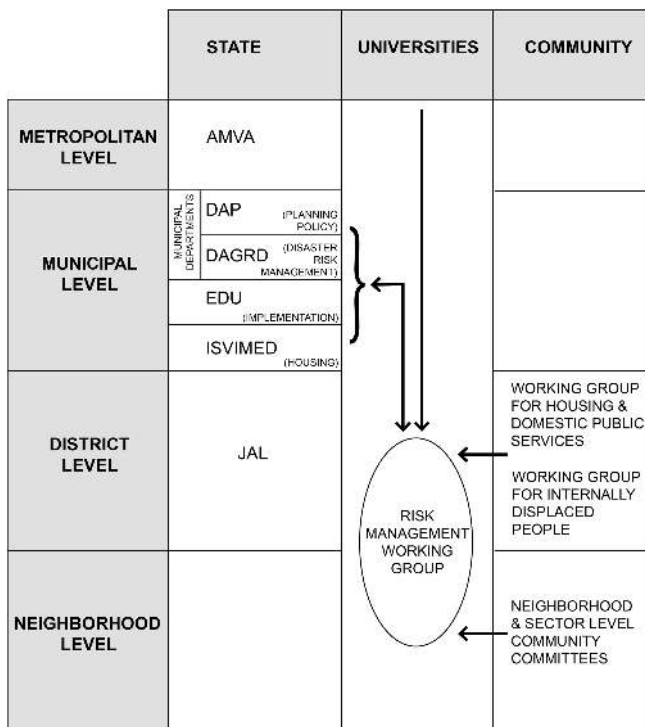 STATE
UNIVERSITIES
COMMUNITY
METROPOLITAN
LEVEL
AMVA
MUNICIPAL
LEVEL
MUNICIPAL
DEPARTMENTS
DAP
(PLANNING
POLICY)
DAGRD
(DISASTER
RISK
MANAGEMENT)
EDU
(IMPLEMENTATION)
ISVIMED
(HOUSING)
DISTRICT
LEVEL
JAL
RISK
MANAGEMENT
WORKING
GROUP
WORKING GROUP
FOR HOUSING &
DOMESTIC PUBLIC
SERVICES
WORKING GROUP
FOR INTERNALLY
DISPLACED
PEOPLE
NEIGHBORHOOD
LEVEL
NEIGHBORHOOD
& SECTOR LEVEL
COMMUNITY
COMMITTEES